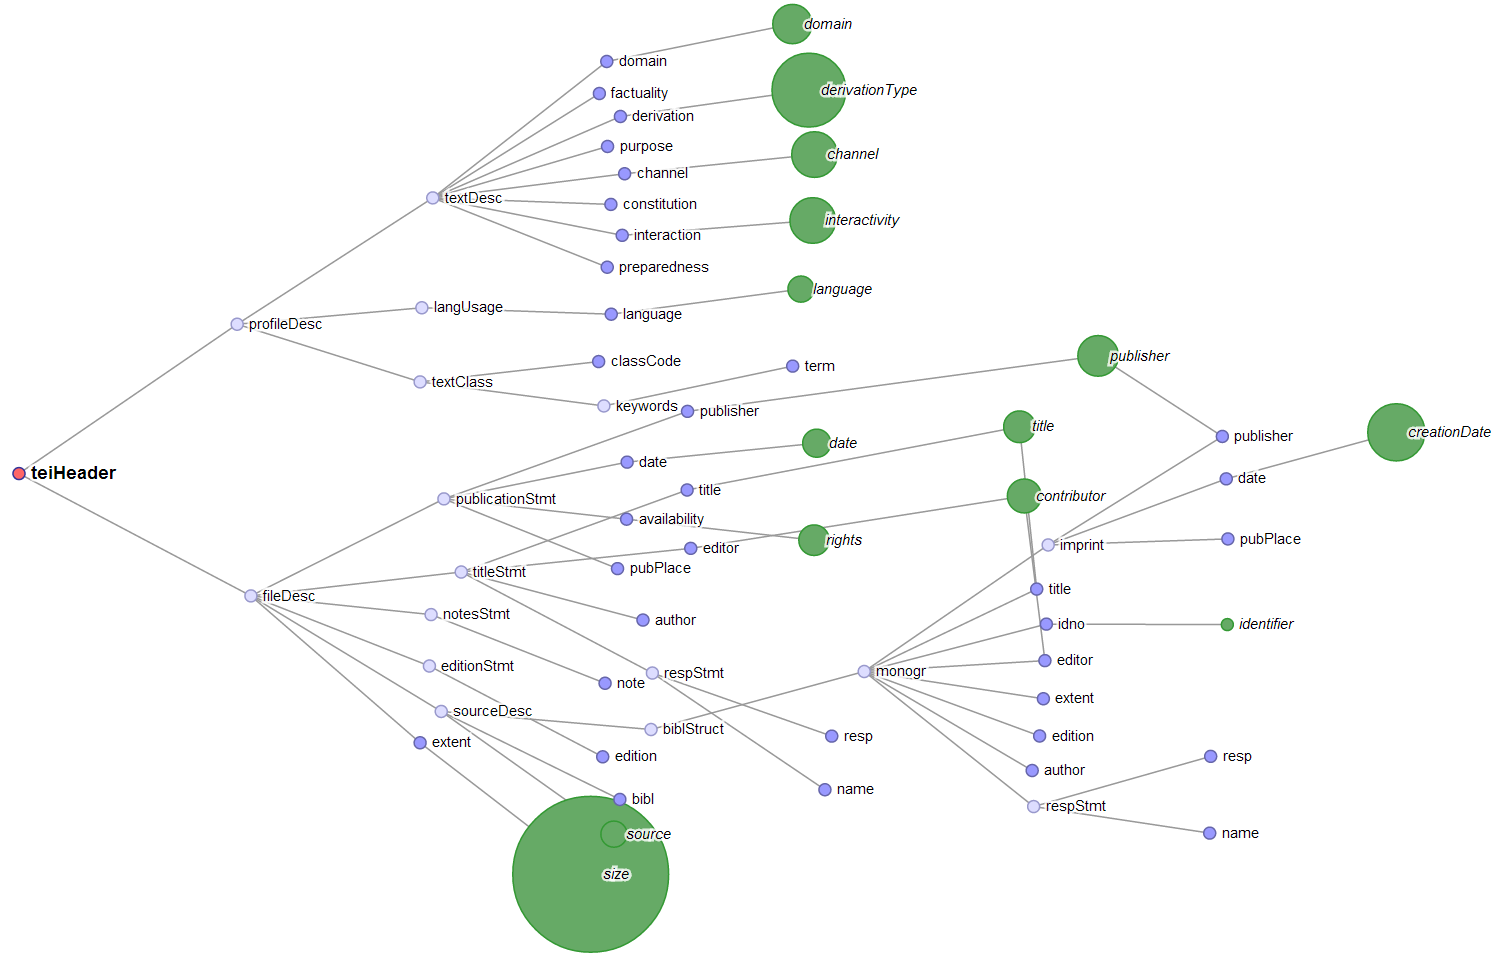 domain
domain
factuality
derivationType
derivation
purpose
channel
channel
textDesc
constitution
interactivity
interaction
preparedness
language
langUsage
language
profileDesc
publisher
classCode
term
textClass
keywords
publisher
title
creationDate
publisher
date
date
teiHeader
date
title
contributor
publicationStmt
availability
rights
pubPlace
imprint
editor
pubPlace
titleStmt
title
fileDesc
notesStmt
author
idno
identifier
editor
editionStmt
monogr
respStmt
note
extent
sourceDesc
biblStruct
resp
edition
extent
edition
resp
author
name
bibl
respStmt
source
name
size